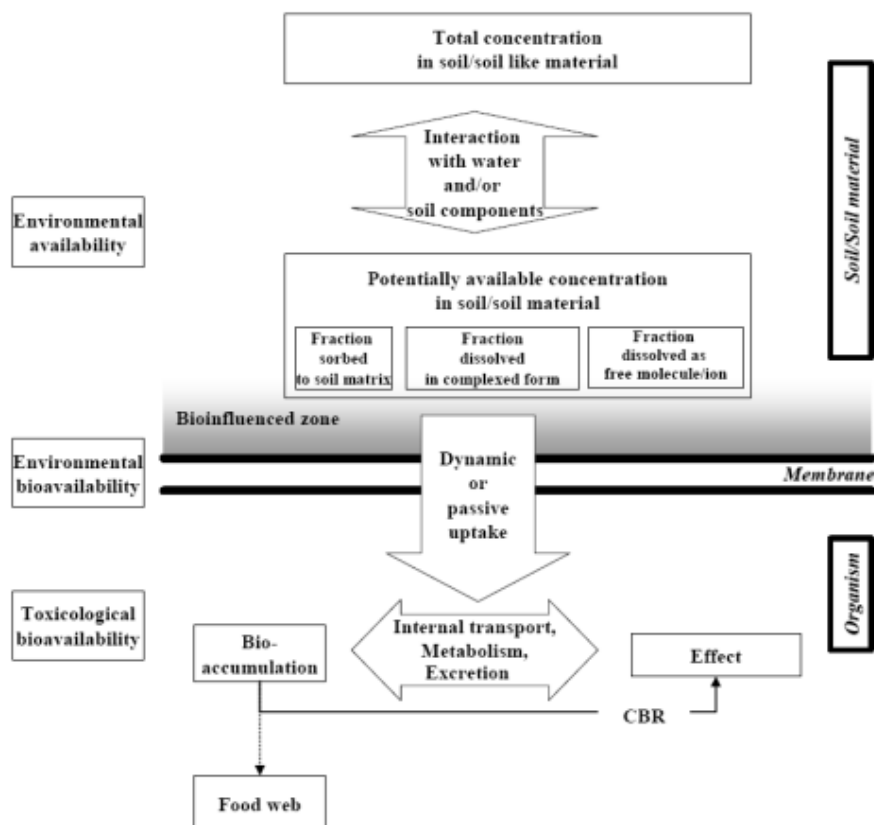 Total concentration
in soil/soil like material
Interaction
with water
and/or
soil components
Soil/Soil material
Environmental
availability
Potentially available concentration
in soil/soil material
Fraction
sorbed
to soil matrix
Fraction
dissolved
in complexed form
Fraction
dissolved as
free molecule/ion
Bioinfluenced zone
Environmental
bioavailability
Membrane
Dynamic
or
passive
uptake
Toxicological
bioavailability
Bio-
accumulation
Internal transport,
Metabolism,
Excretion
Effect
Organism
CBR
Food web